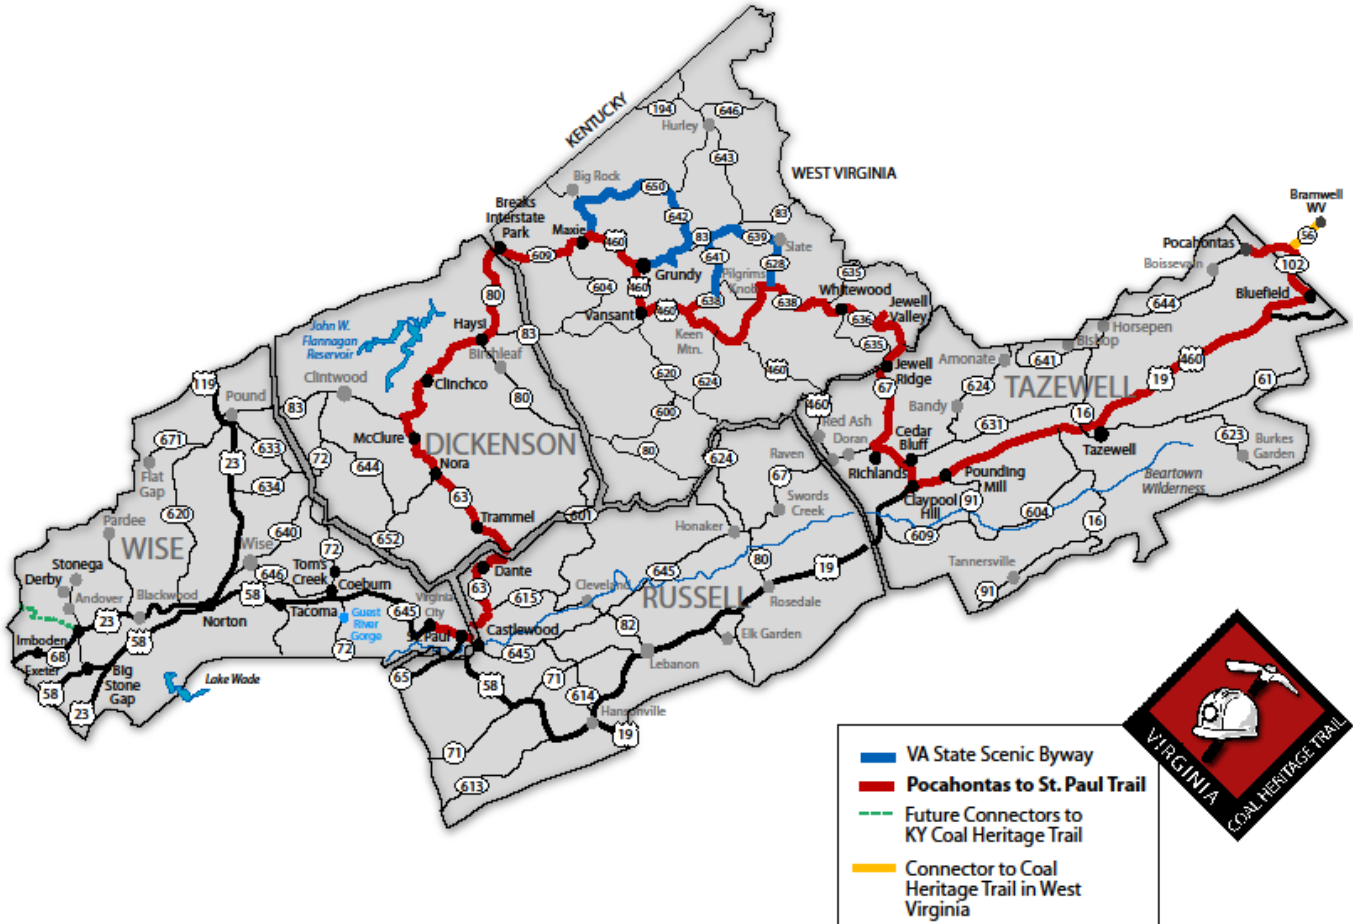 KENTUCKY
194
646
Hurley
643
WEST VIRGINIA
Big Rock
650
Bramwell
WV
Breaks
Interstate
Park
Maxie
642
83
83
639
Slate
56
Pocahontas
460
609
641
628
635
102
Boissevain
Grundy
Pilgrims
Knob
Whitewood
Jewell
Valley
Bluefield
80
604
460
638
638
644
John W.
Flannagan
Reservoir
Haysi
83
Vansant
460
636
Horsepen
Keen
Mtn.
635
Bishop
Birchleaf
Amonate
641
460
Jewell
Ridge
119
Clintwood
Clinchco
620
624
460
67
624
TAZEWELL
19
61
Pound
83
80
600
460
Bandy
16
Red Ash
Cedar
Bluff
631
671
633
McClure
DICKENSON
Doran
Tazewell
623
Burkes
Garden
23
72
644
Nora
80
624
Raven
Richlands
Pounding
Mill
Beartown
Wilderness
Flat
Gap
634
63
67
Claypool
Hill
91
620
Swords
Creek
604
Pardee
Trammel
601
Honaker
16
WISE
640
652
609
Wise
72
Stonega
Tom's
Creek
Dante
645
80
19
Tannersville
Derby
646
Coeburn
63
Cleveland
RUSSELL
91
Andover
Blackwood
58
Virginia
City
615
Rosedale
23
Norton
Tacoma
645
82
Guest
River
Gorge
Imboden
58
St. Paul
Castlewood
Elk Garden
68
72
645
Lebanon
Exeter
Big
Stone
Gap
Lake Wade
65
58
71
614
58
23
Hansonville
19
71
613
VA State Scenic Byway
Pocahontas to St. Paul Trail
Future Connectors to
KY Coal Heritage Trail
Connector to Coal
Heritage Trail in West
Virginia
VIRGINIA
COAL HERITAGE TRAIL